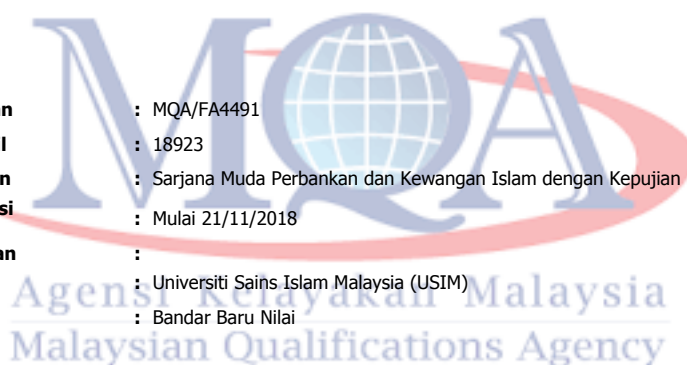 MQA
an : MQA/FA4491
l : 18923
n : Sarjana Muda Perbankan dan Kewangan Islam dengan Kepujian
si : Mulai 21/11/2018
an :
: Universiti Sains Islam Malaysia (USIM)
: Bandar Baru Nilai
Agensi Kelayakan Malaysia
Malaysian Qualifications Agency